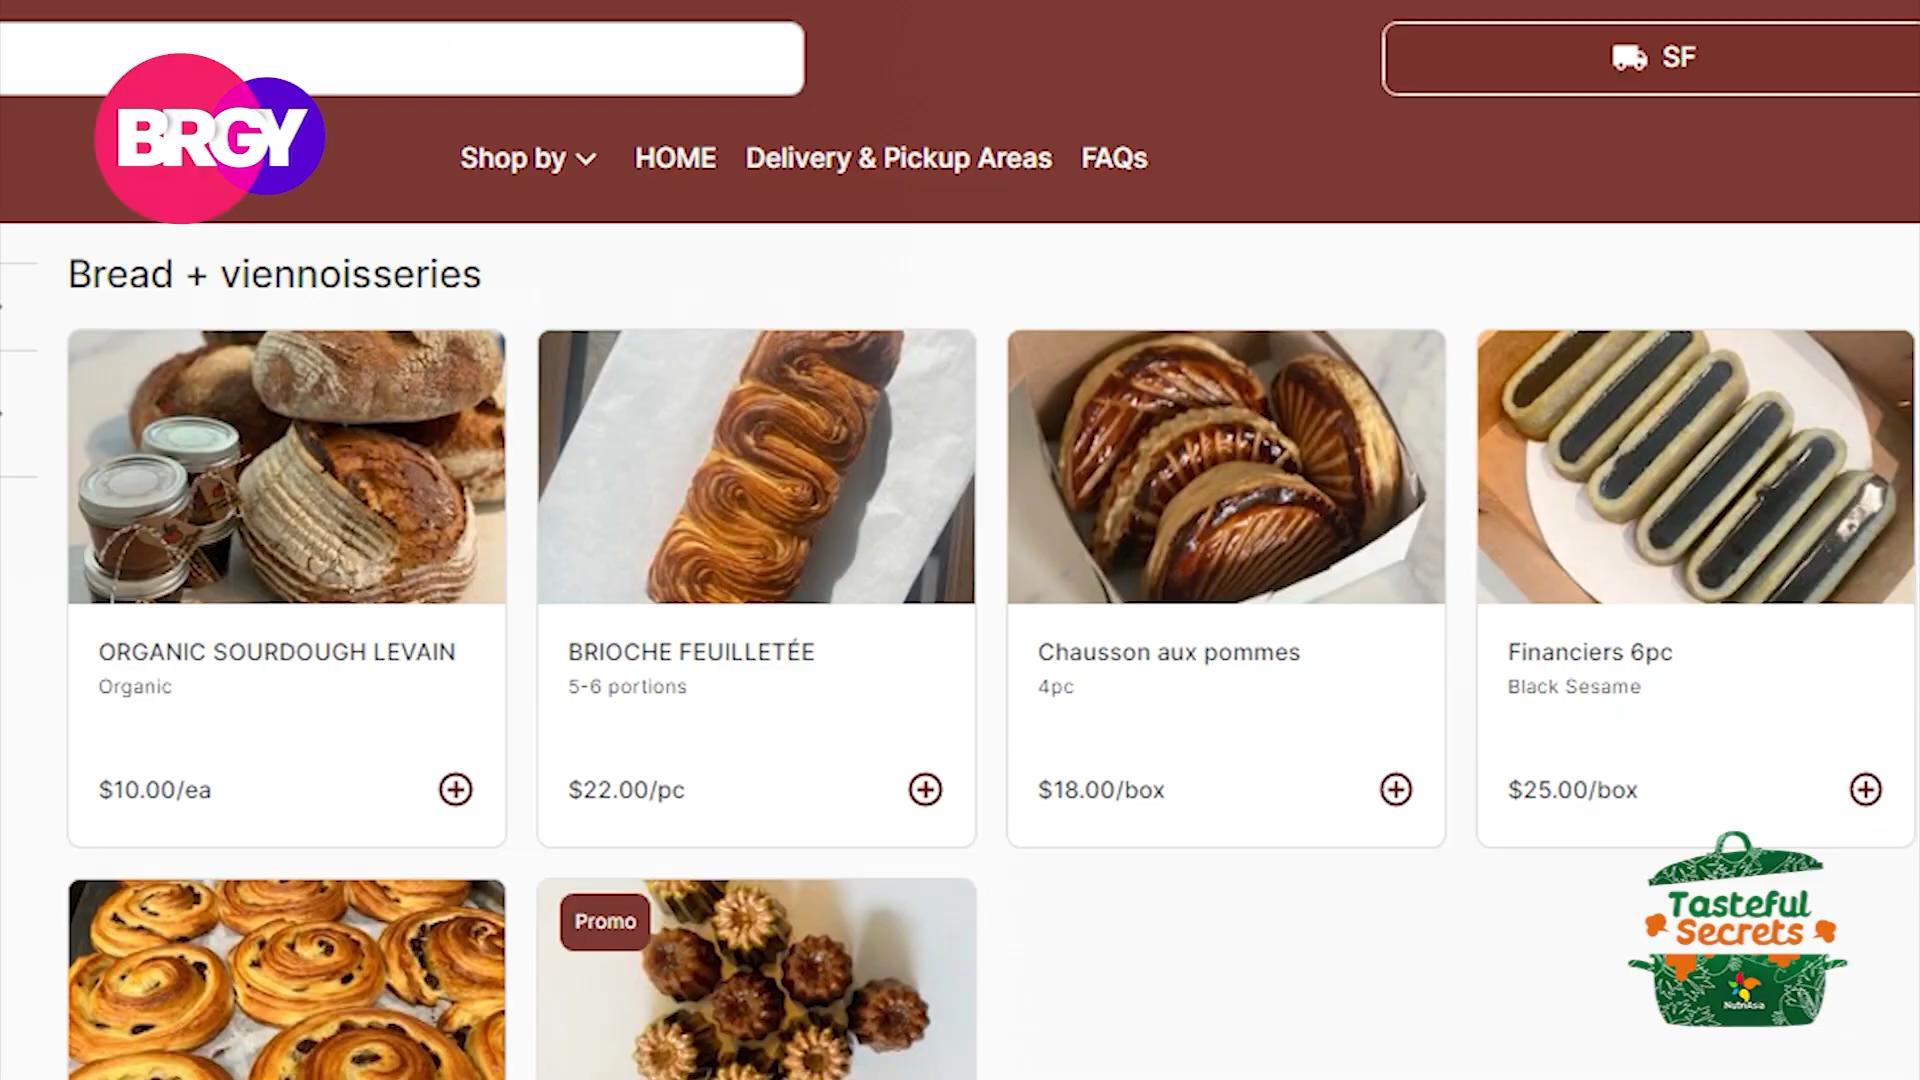 SF
BRGY
Shop by
HOME
Delivery & Pickup Areas
FAQs
Bread + viennoisseries
ORGANIC SOURDOUGH LEVAIN
Organic
$10.00/ea
BRIOCHE FEUILLETÉE
5-6 portions
$22.00/pc
Chausson aux pommes
4pc
$18.00/box
Financiers 6pc
Black Sesame
$25.00/box
Promo
Tasteful
Secrets
NutriAsia